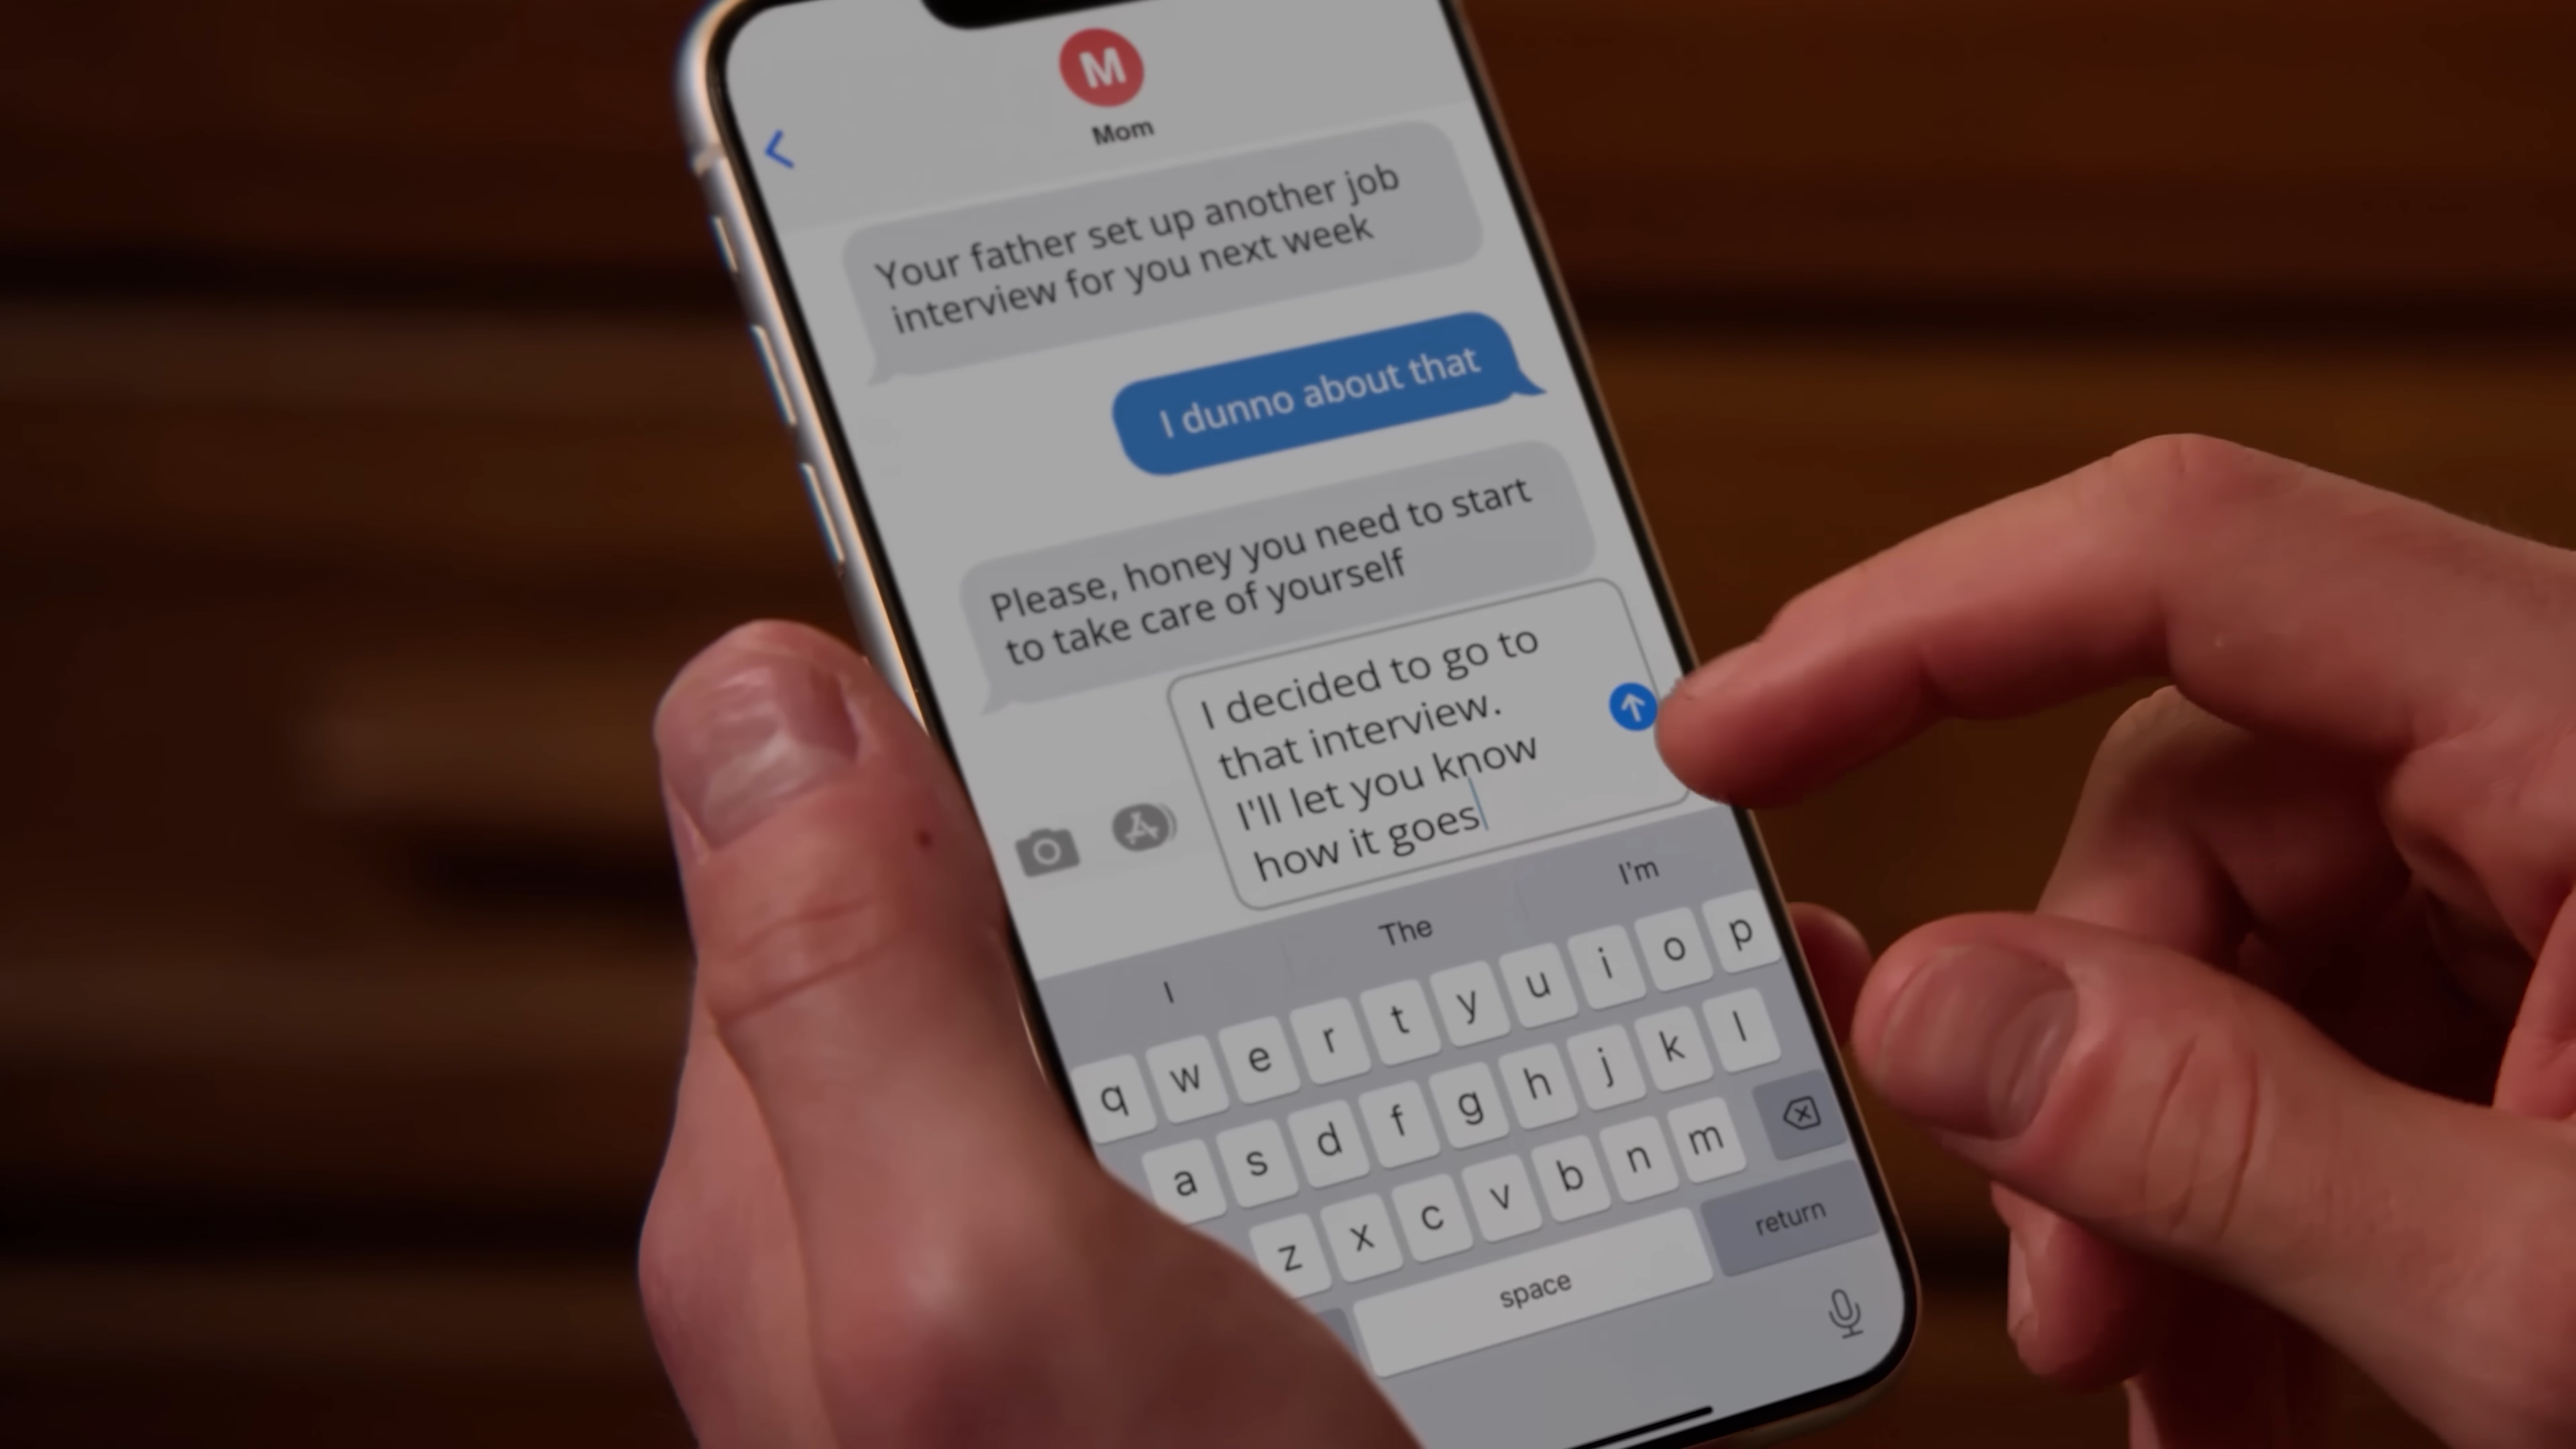 M
Mom
Your father set up another job
interview for you next week
I dunno about that
Please, honey you need to start
to take care of yourself
I decided to go to
that interview.
I'll let you know
how it goes
I The I'm
q w e r t y u i o p
a s d f g h j k l
z x c v b n m
space return